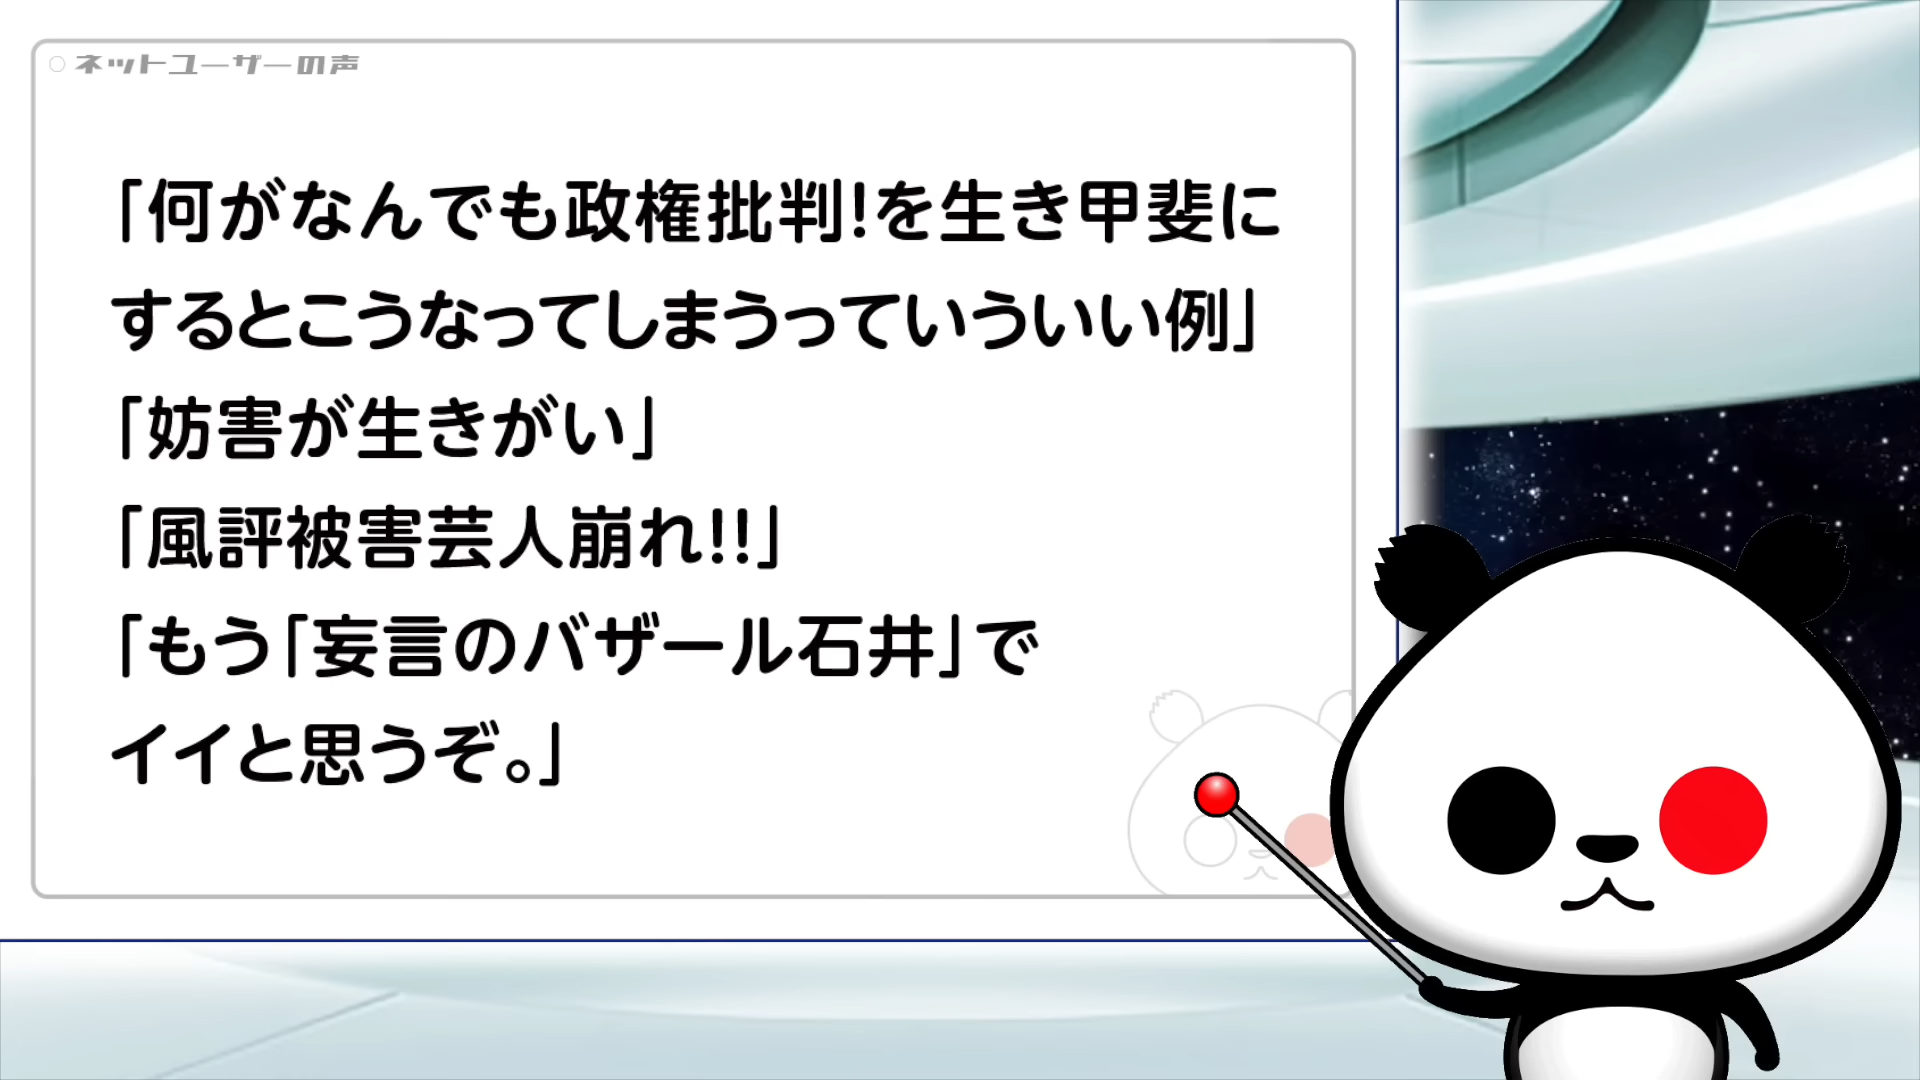 ネットユーザーの声
「何がなんでも政権批判!を生き甲斐に
するとこうなってしまうっていういい例」
「妨害が生きがい」
「風評被害芸人崩れ!!」
「もう「妄言のバザール石井」で
イイと思うぞ。」